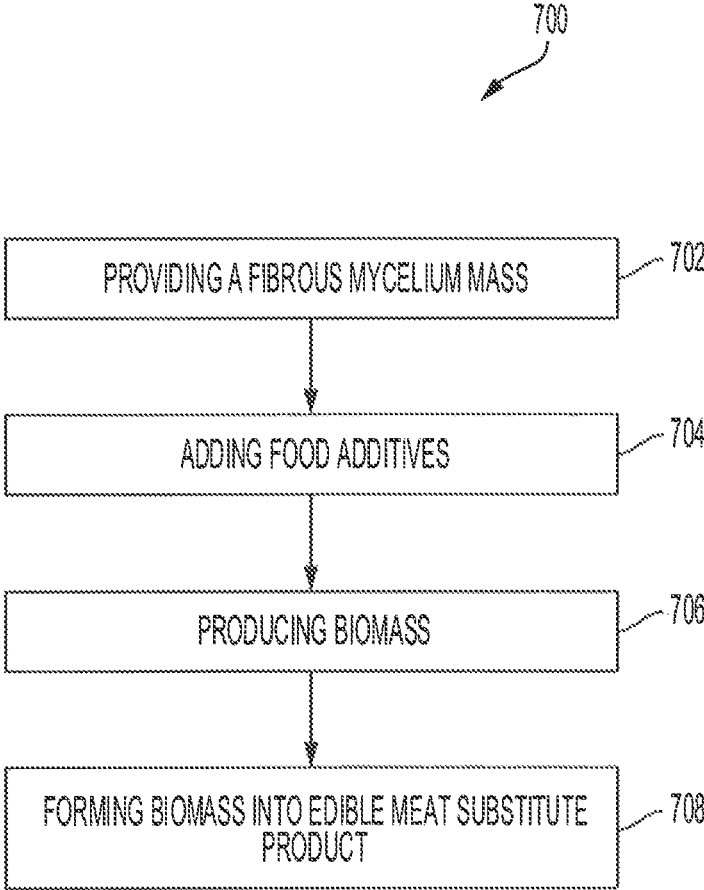 700
PROVIDING A FIBROUS MYCELIUM MASS
702
ADDING FOOD ADDITIVES
704
PRODUCING BIOMASS
706
FORMING BIOMASS INTO EDIBLE MEAT SUBSTITUTE
PRODUCT
708